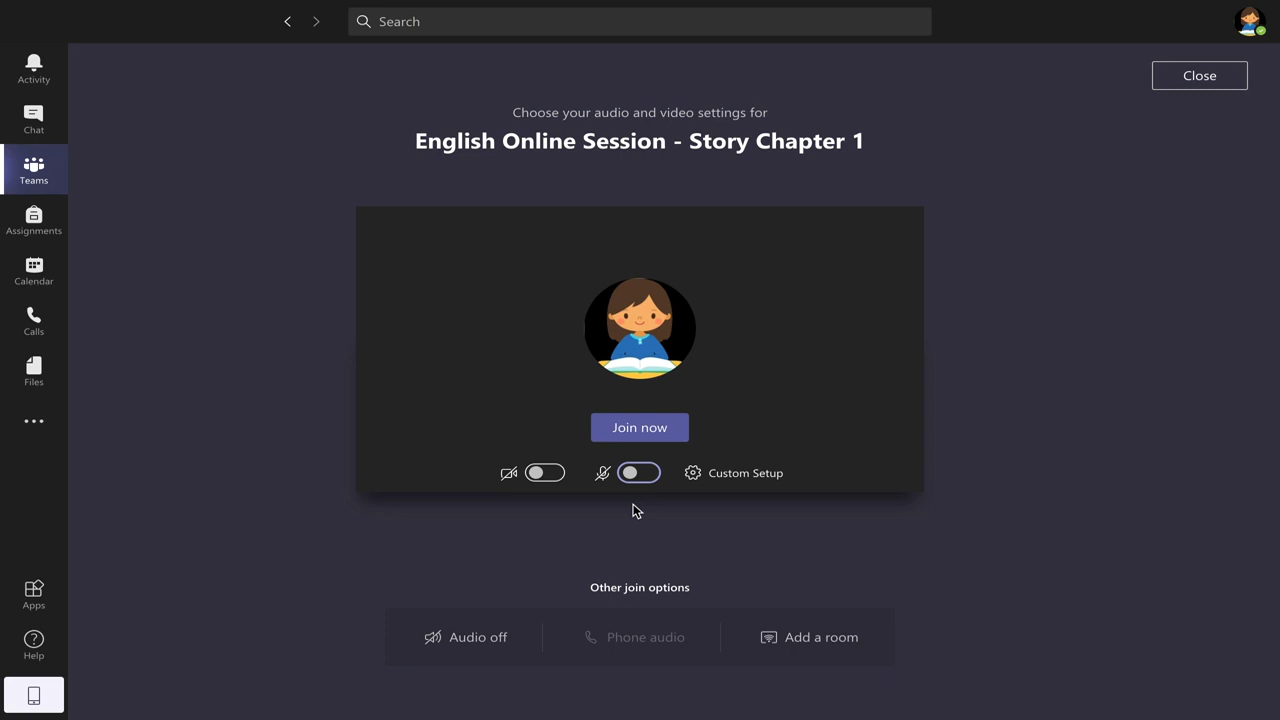 Search
Activity
Chat
Teams
Assignments
Calendar
Calls
Files
Apps
Help
Close
Choose your audio and video settings for
English Online Session - Story Chapter 1
Join now
Custom Setup
Other join options
Audio off
Phone audio
Add a room